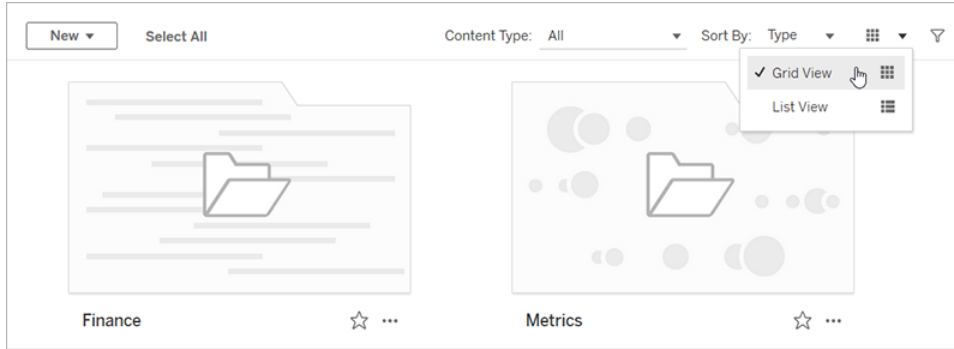 New Select All Content Type: All Sort By: Type
Grid View
List View
Finance Metrics